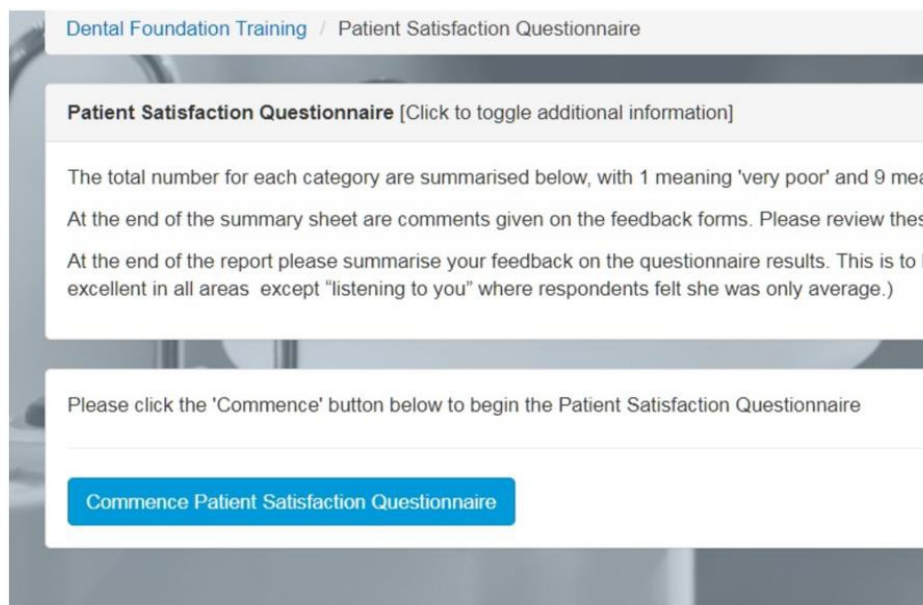 Dental Foundation Training / Patient Satisfaction Questionnaire
Patient Satisfaction Questionnaire [Click to toggle additional information]
The total number for each category are summarised below, with 1 meaning 'very poor' and 9
At the end of the summary sheet are comments given on the feedback forms. Please review
At the end of the report please summarise your feedback on the questionnaire results. This is to
excellent in all areas except “listening to you” where respondents felt she was only average.)
Please click the 'Commence' button below to begin the Patient Satisfaction Questionnaire
Commence Patient Satisfaction Questionnaire